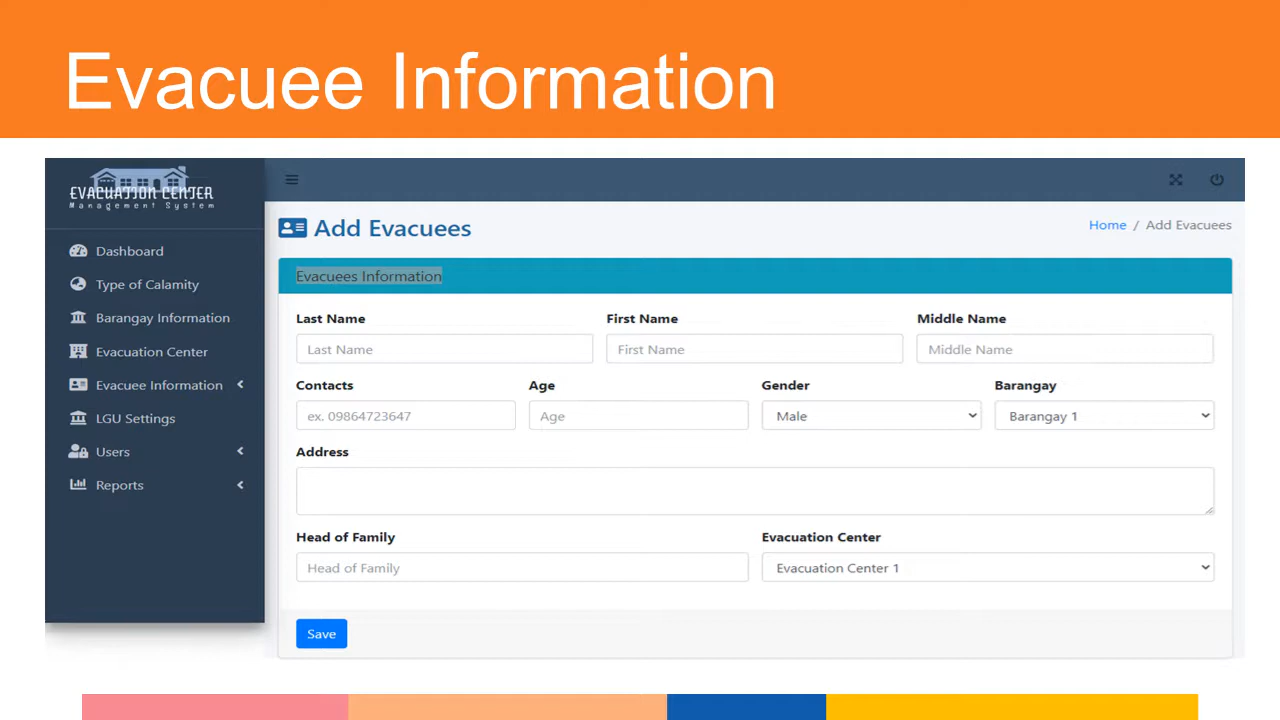 Evacuee Information
EVACUATION CENTER
Management System
Dashboard
Type of Calamity
Barangay Information
Evacuation Center
Evacuee Information
LGU Settings
Users
Reports
Add Evacuees
Home / Add Evacuees
Evacuees Information
Last Name First Name Middle Name
Last Name First Name Middle Name
Contacts Age Gender Barangay
ex. 09864723647 Age Male Barangay 1
Address
Head of Family Evacuation Center
Head of Family Evacuation Center 1
Save